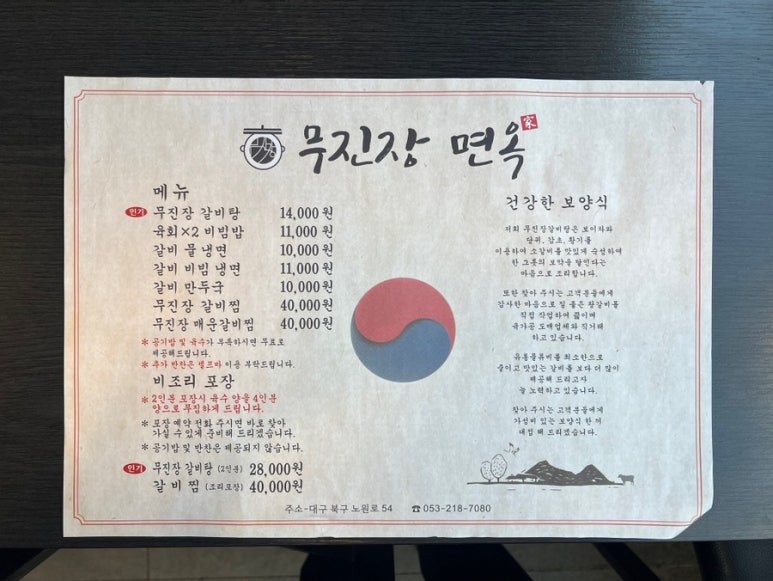 무진장 면옥 家
메뉴
인기 무진장 갈비탕 14,000원
육회×2 비빔밥 11,000원
갈비 물 냉면 10,000원
갈비 비빔 냉면 11,000원
갈비 만두국 10,000원
무진장 갈비찜 40,000원
무진장 매운갈비찜 40,000원
* 공기밥 및 육수가 부족하시면 무료로
제공해드립니다.
* 추가 반찬은 셀프바 이용 부탁드립니다.
비조리 포장
* 2인분 포장시 육수 양을 4인분
양으로 푸짐하게 드립니다.
* 포장 예약 전화 주시면 바로 찾아
가실 수 있게 준비해 드리겠습니다.
* 공기밥 및 반찬은 제공되지 않습니다.
인기 무진장 갈비탕 (2인분) 28,000원
갈비찜 (조리포장) 40,000원
건강한 보양식
저희 무진장갈비탕은 보이차와
당귀, 감초, 황기를
이용하여 소갈비를 맛있게 숙성하여
한 그릇의 보약을 달인다는
마음으로 조리합니다.
또한 찾아 주시는 고객분들에게
감사한 마음으로 질 좋은 왕갈비를
직접 작업하여 끓이며
육가공 도매업체와 직거래
하고 있습니다.
유통물류비를 최소한으로
줄이고 맛있는 갈비를 보다 더 많이
제공해 드리고자
늘 노력하고 있습니다.
찾아 주시는 고객분들에게
가성비 있는 보양식 한 끼
대접 해 드리겠습니다.
주소-대구 북구 노원로 54 ☎ 053-218-7080